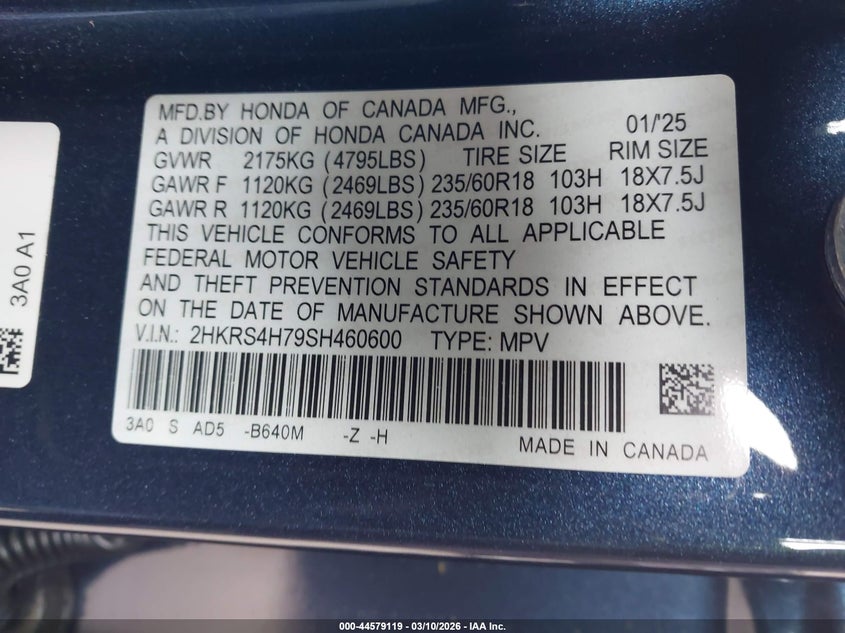 MFD.BY HONDA OF CANADA MFG.,
A DIVISION OF HONDA CANADA INC. 01/'25
GVWR 2175KG (4795LBS) TIRE SIZE RIM SIZE
GAWR F 1120KG (2469LBS) 235/60R18 103H 18X7.5J
GAWR R 1120KG (2469LBS) 235/60R18 103H 18X7.5J
THIS VEHICLE CONFORMS TO ALL APPLICABLE
FEDERAL MOTOR VEHICLE SAFETY
AND THEFT PREVENTION STANDARDS IN EFFECT
ON THE DATE OF MANUFACTURE SHOWN ABOVE.
V.I.N.: 2HKRS4H79SH460600 TYPE: MPV
3A0 S AD5 -B640M -Z -H
MADE IN CANADA
3A0 A1
000-44579119 — 03/10/2026 — IAA Inc.